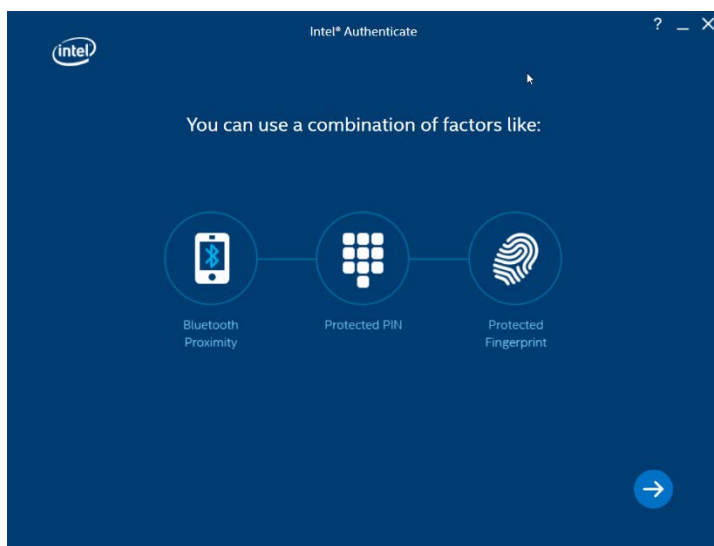 intel
Intel® Authenticate
?
You can use a combination of factors like:
Bluetooth
Proximity
Protected PIN
Protected
Fingerprint